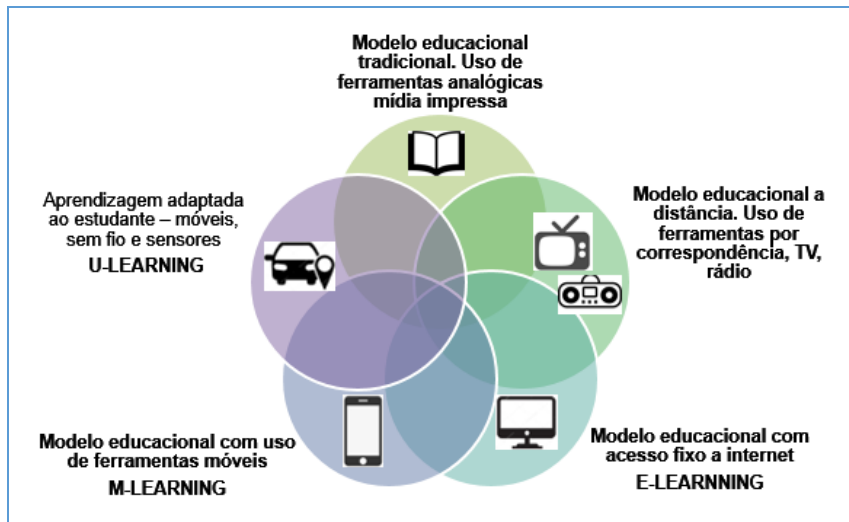 Modelo educacional
tradicional. Uso de
ferramentas analógicas
mídia impressa
Aprendizagem adaptada
ao estudante – móveis,
sem fio e sensores
U-LEARNING
Modelo educacional a
distância. Uso de
ferramentas por
correspondência, TV,
rádio
Modelo educacional com uso
de ferramentas móveis
M-LEARNING
Modelo educacional com
acesso fixo a internet
E-LEARNNING